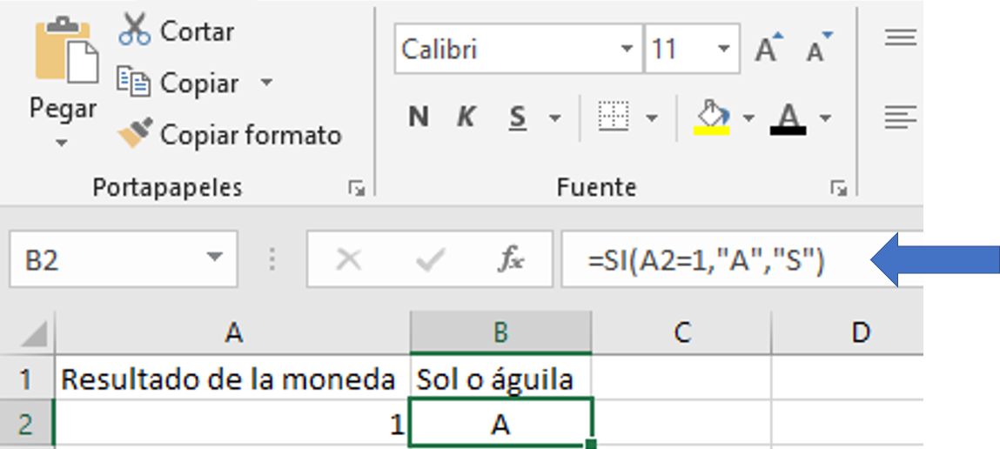 Cortar
Calibri 11 A A
Copiar
Pegar
N K S A
Copiar formato
Portapapeles Fuente
B2 fx =SI(A2=1,"A","S")
A B C D
1 Resultado de la moneda Sol o águila
2 1 A